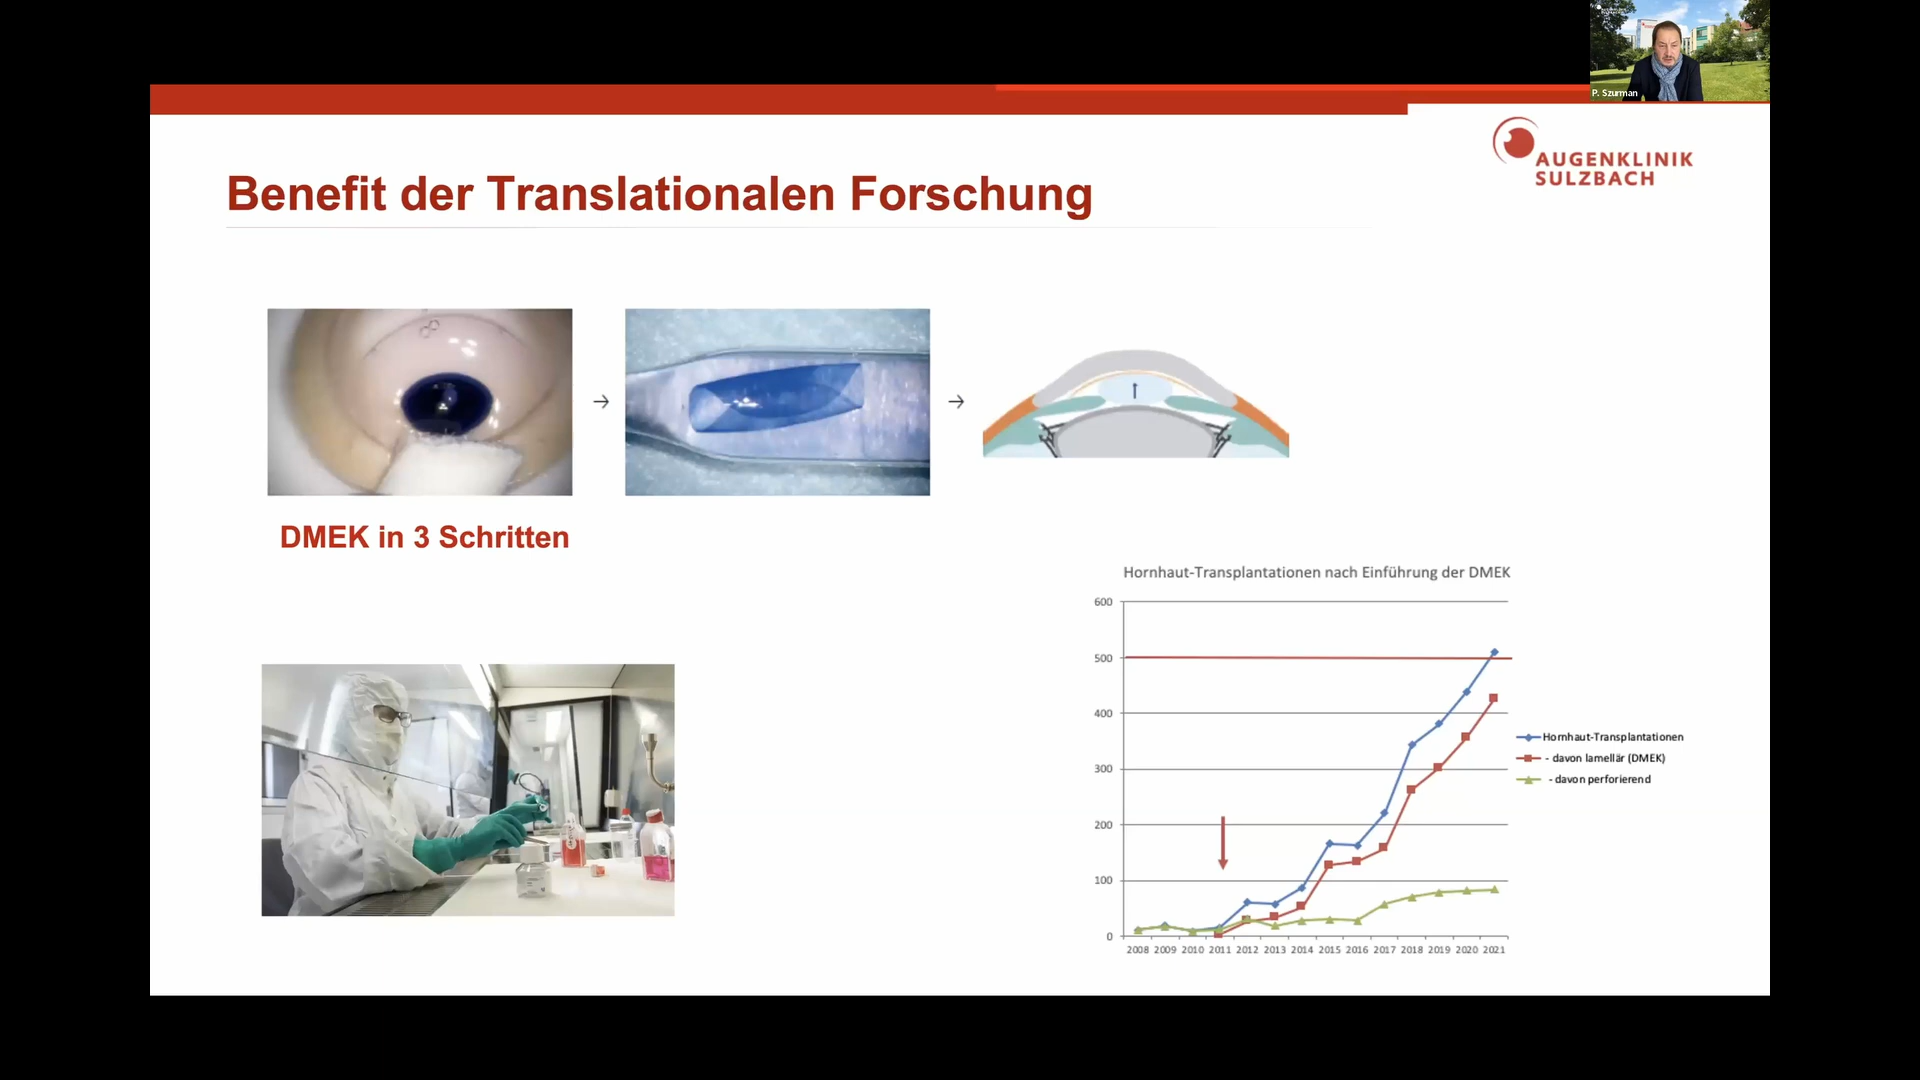 P. Szurman
AUGENKLINIK
SULZBACH
Benefit der Translationalen Forschung
DMEK in 3 Schritten
Hornhaut-Transplantationen nach Einführung der DMEK
600
500
400
300
200
100
0
2008 2009 2010 2011 2012 2013 2014 2015 2016 2017 2018 2019 2020 2021
Hornhaut-Transplantationen
- davon lamellär (DMEK)
- davon perforierend